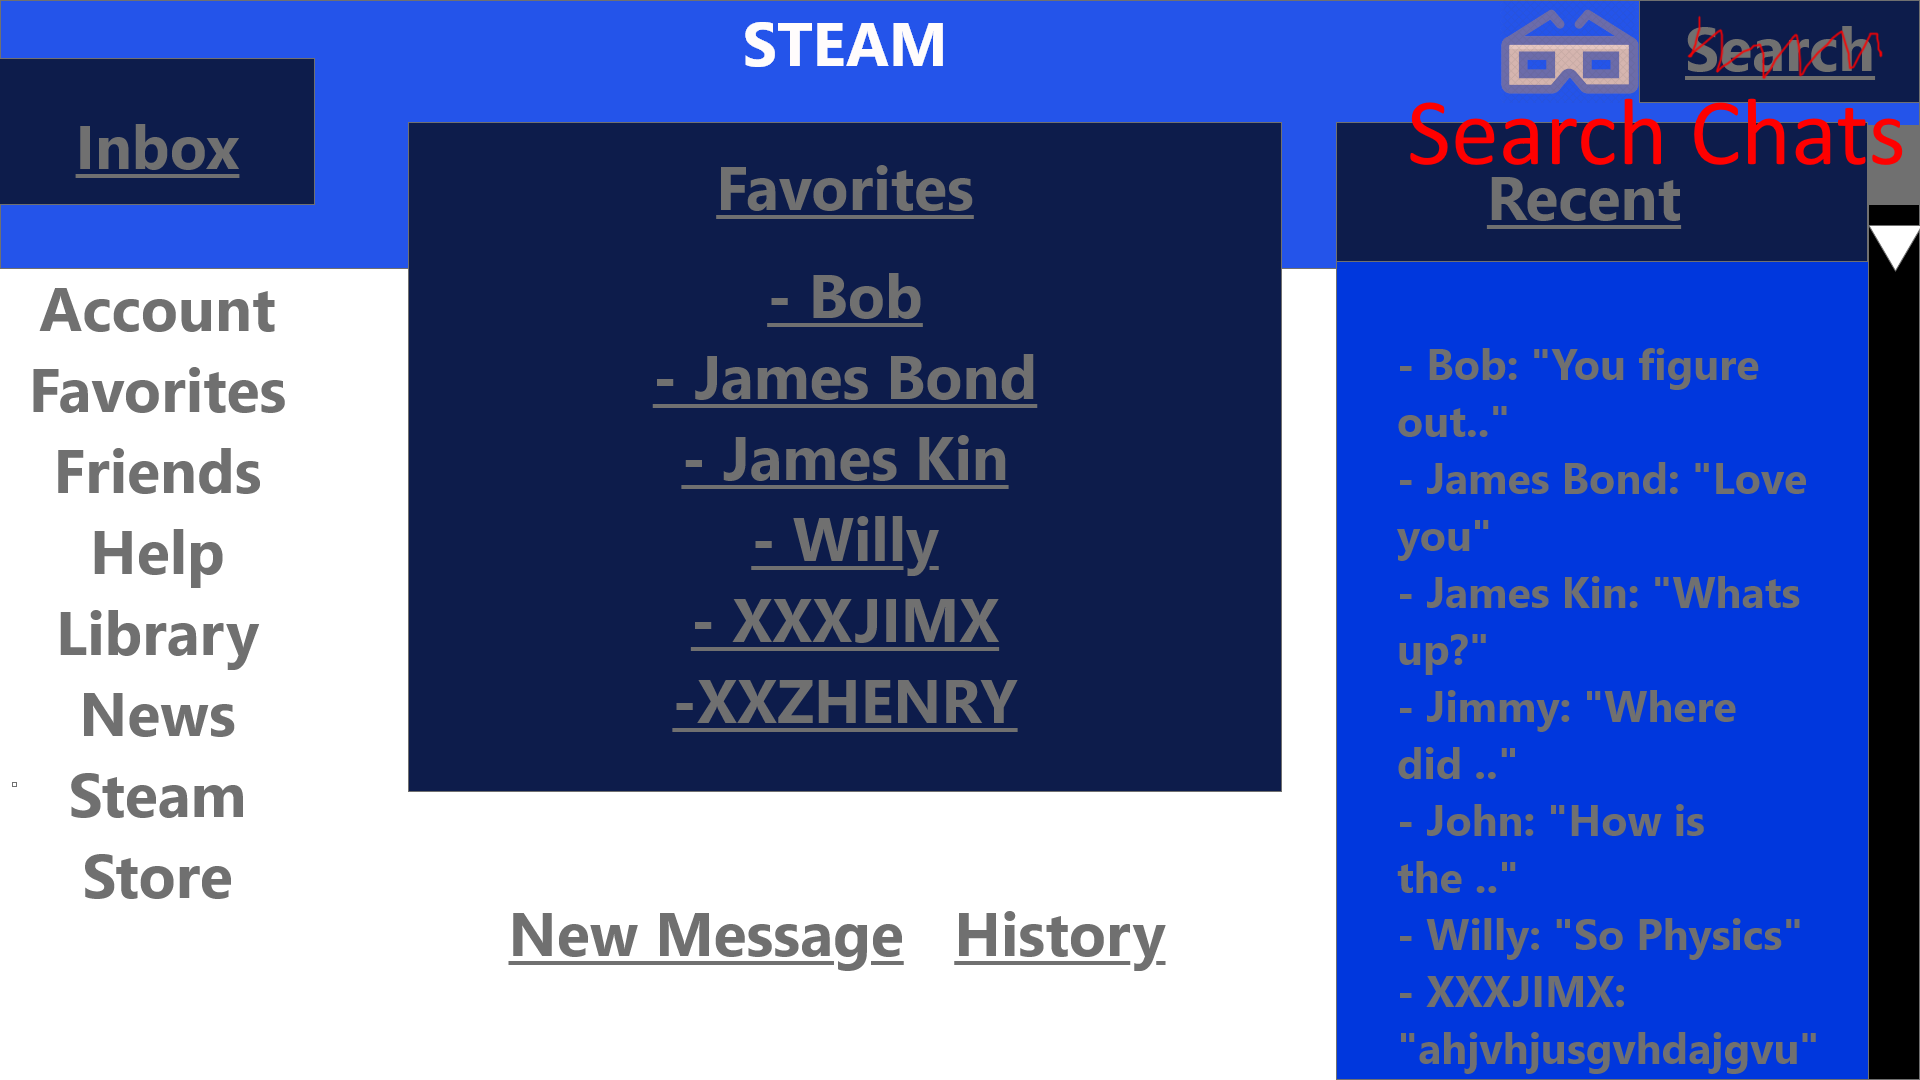 STEAM
Search
Search Chats
Inbox
Account
Favorites
Friends
Help
Library
News
Steam
Store
Favorites
- Bob
- James Bond
- James Kin
- Willy
- XXXJIMX
-XXZHENRY
New Message
History
Recent
- Bob: "You figure
out.."
- James Bond: "Love
you"
- James Kin: "Whats
up?"
- Jimmy: "Where
did .."
- John: "How is
the .."
- Willy: "So Physics"
- XXXJIMX:
"ahjvhjusgvhdajgvu"